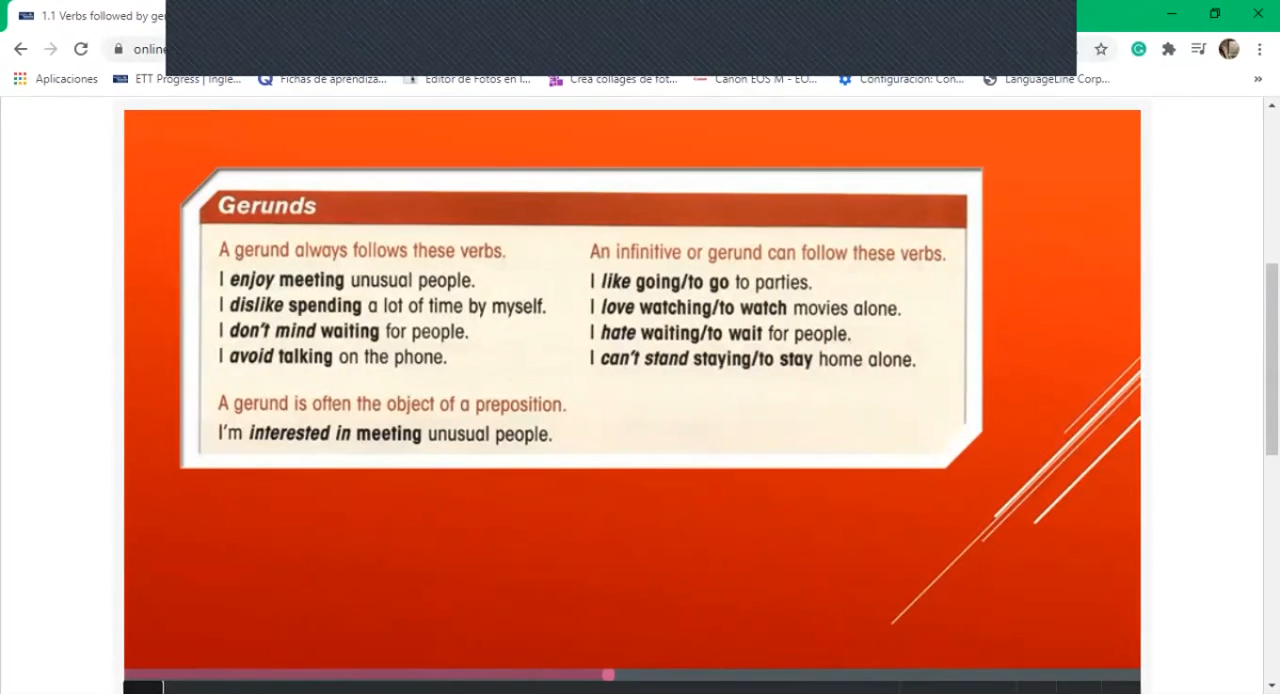 1.1 Verbs followed by ge
online
Aplicaciones
ETT Progress | Ingle...
Fichas de aprendiza...
Editor de Fotos en l...
Crea collages de fot...
Canon EOS M - EO...
Configuración: Con...
LanguageLine Corp...
»
Gerunds
A gerund always follows these verbs.
I enjoy meeting unusual people.
I dislike spending a lot of time by myself.
I don't mind waiting for people.
I avoid talking on the phone.
A gerund is often the object of a preposition.
I'm interested in meeting unusual people.
An infinitive or gerund can follow these verbs.
I like going/to go to parties.
I love watching/to watch movies alone.
I hate waiting/to wait for people.
I can't stand staying/to stay home alone.